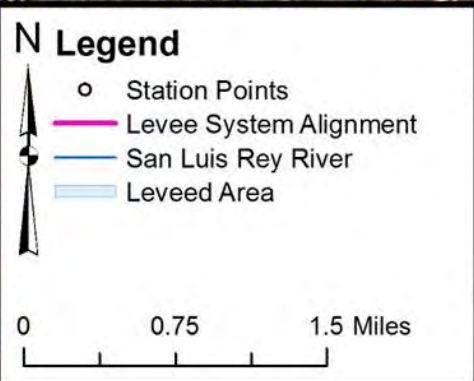 N Legend
Station Points
Levee System Alignment
San Luis Rey River
Leveed Area
0 0.75 1.5 Miles